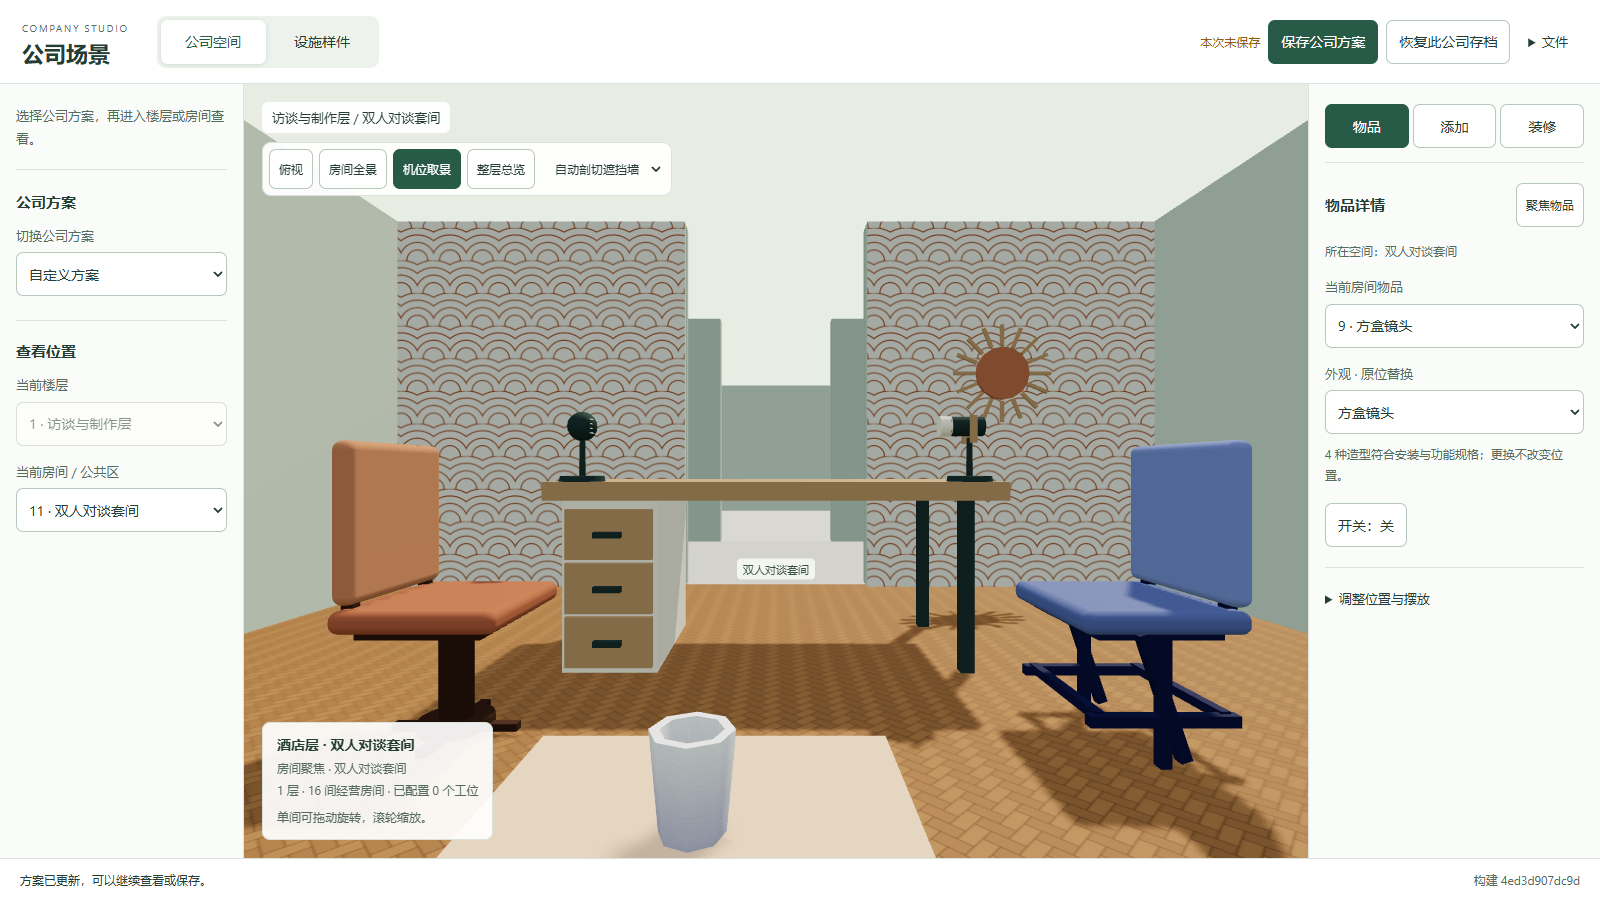 COMPANY STUDIO
公司场景
公司空间
设施样件
本次未保存
保存公司方案
恢复此公司存档
▶ 文件
选择公司方案，再进入楼层或房间查
看。
公司方案
切换公司方案
自定义方案
查看位置
当前楼层
1 · 访谈与制作层
当前房间 / 公共区
11 · 双人对谈套间
访谈与制作层 / 双人对谈套间
俯视
房间全景
机位取景
整层总览
自动剖切遮挡墙
双人对谈套间
酒店层 · 双人对谈套间
房间聚焦 · 双人对谈套间
1 层 · 16 间经营房间 · 已配置 0 个工位
单间可拖动旋转，滚轮缩放。
物品
添加
装修
物品详情
聚焦物品
所在空间：双人对谈套间
当前房间物品
9 · 方盒镜头
外观 · 原位替换
方盒镜头
4 种造型符合安装与功能规格；更换不改变位
置。
开关：关
▶ 调整位置与摆放
方案已更新，可以继续查看或保存。
构建 4ed3d907dc9d